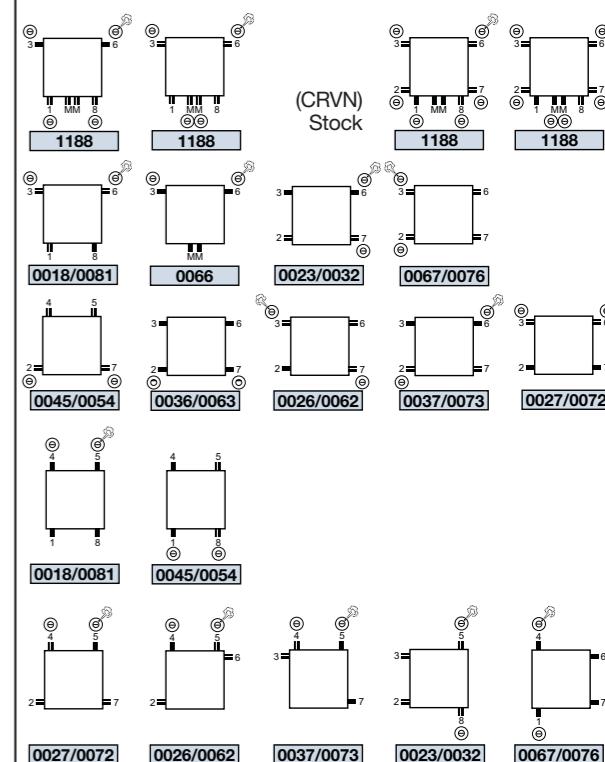 3 6 3 6 3 6 3 6
(CRVN)
Stock
2 7 2 7
1 MM 8 1 MM 8 1 MM 8 1 MM 8
1188 1188 1188 1188
3 6 3 6 3 6 3 6
2 7 2 7
1 8 MM
0018/0081 0066 0023/0032 0067/0076
4 5
3 6 3 6 3 6 3 6
2 7 2 7 2 7 2 7 2 7
0045/0054 0036/0063 0026/0062 0037/0073 0027/0072
4 5 4 5
1 8 1 8
0018/0081 0045/0054
4 5 4 5 4 5 5 4
6 3 3 6
2 7 2 7 2 7
8 1
0027/0072 0026/0062 0037/0073 0023/0032 0067/0076